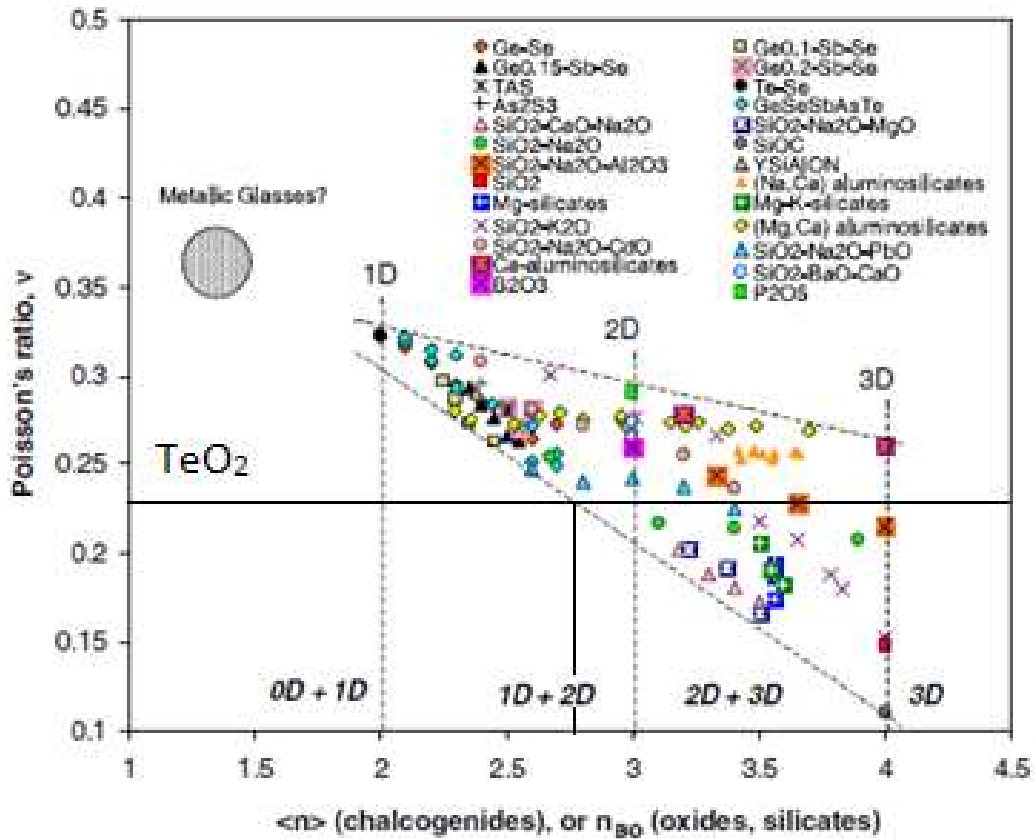 0.5
0.45
0.4
0.35
0.3
0.25
0.2
0.15
0.1
Poisson's ratio, ν
Ge-Se
Ge0.15-Sb-Se
TAS
As2S3
SiO2-CaO-Na2O
SiO2-Na2O
SiO2-Na2O-Al2O3
SiO2
Mg-silicates
SiO2-K2O
SiO2-Na2O-CdO
Ca-aluminosilicates
B2O3
Ge0.1-Sb-Se
Ge0.2-Sb-Se
Te-Se
GeSeSbAsTe
SiO2-Na2O-MgO
SiOC
YSiAlON
(Na,Ca) aluminosilicates
Mg-K-silicates
(Mg,Ca) aluminosilicates
SiO2-Na2O-PbO
SiO2-BaO-CaO
P2O5
Metallic Glasses?
1D
2D
3D
TeO₂
0D + 1D
1D + 2D
2D + 3D
3D
1
1.5
2
2.5
3
3.5
4
4.5
<n> (chalcogenides), or n_BO (oxides, silicates)